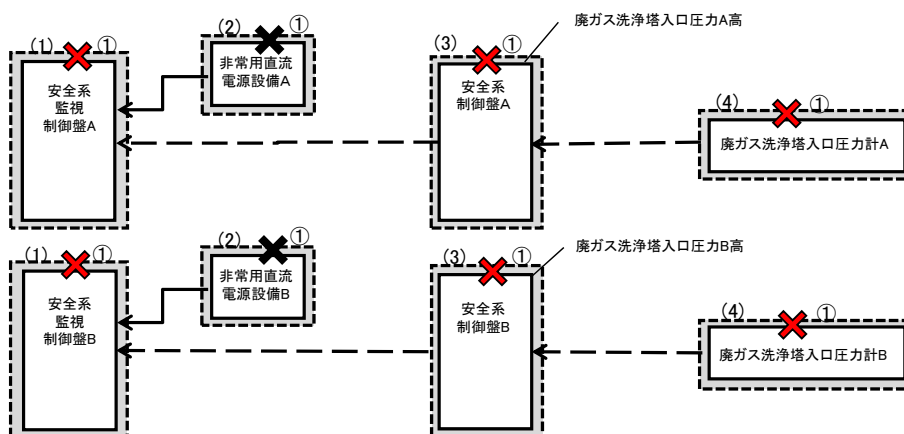 (1)
①
(2)
①
(3)
①
廃ガス洗浄塔入口圧力A高
安全系
監視
制御盤A
非常用直流
電源設備A
安全系
制御盤A
(4)
①
廃ガス洗浄塔入口圧力計A
(1)
①
(2)
①
(3)
①
廃ガス洗浄塔入口圧力B高
安全系
監視
制御盤B
非常用直流
電源設備B
安全系
制御盤B
(4)
①
廃ガス洗浄塔入口圧力計B